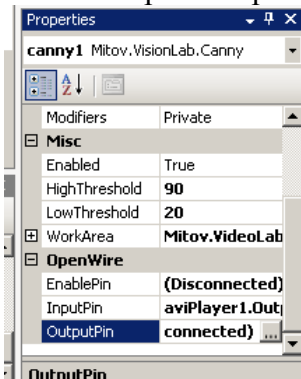 Properties
canny1 Mitov.VisionLab.Canny
Modifiers Private
Misc
Enabled True
HighThreshold 90
LowThreshold 20
WorkArea Mitov.VideoLab
OpenWire
EnablePin (Disconnected)
InputPin aviPlayer1.Out
OutputPin connected) ...
OutputPin